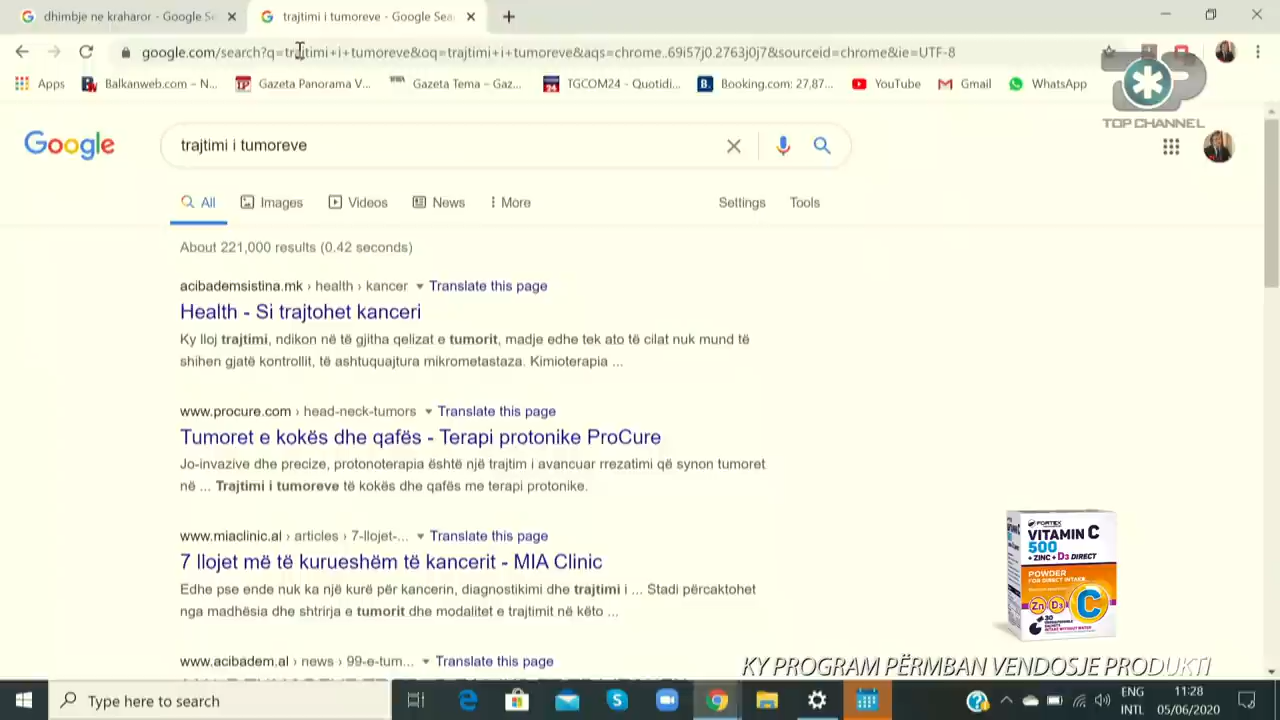 dhimbje ne kraharor - Google Se
trajtimi i tumoreve - Google Sea
google.com/search?q=trajtimi+i+tumoreve&oq=trajtimi+i+tumoreve&aqs=chrome..69i57j0.2763j0j7&sourceid=chrome&ie=UTF-8
Apps Balkanweb.com – N... Gazeta Panorama V... Gazeta Tema – Gaz... TGCOM24 - Quotidi... Booking.com: 27,87... YouTube Gmail WhatsApp
TOP CHANNEL
Google
trajtimi i tumoreve
All Images Videos News More Settings Tools
About 221,000 results (0.42 seconds)
acibademsistina.mk › health › kancer Translate this page
Health - Si trajtohet kanceri
Ky lloj trajtimi, ndikon në të gjitha qelizat e tumorit, madje edhe tek ato të cilat nuk mund të
shihen gjatë kontrollit, të ashtuquajtura mikrometastaza. Kimioterapia ...
www.procure.com › head-neck-tumors Translate this page
Tumoret e kokës dhe qafës - Terapi protonike ProCure
Jo-invazive dhe precize, protonoterapia është një trajtim i avancuar rrezatimi që synon tumoret
në ... Trajtimi i tumoreve të kokës dhe qafës me terapi protonike.
www.miaclinic.al › articles › 7-llojet-... Translate this page
7 llojet më të kurueshëm të kancerit - MIA Clinic
Edhe pse ende nuk ka një kurë për kancerin, diagnostikimi dhe trajtimi i ... Stadi përcaktohet
nga madhësia dhe shtrirja e tumorit dhe modalitet e trajtimit në këto ...
www.acibadem.al › news › 99-e-tum... Translate this page
FORTEX
VITAMIN C
500
+ ZINC + D3 DIRECT
POWDER
FOR DIRECT INTAKE
Zn D3 C
30
INTAKE WITHOUT WATER
KY PROGRAM PËRMBAN VENDOSJE PRODUKTI
Type here to search
ENG
INTL
11:28
05/06/2020